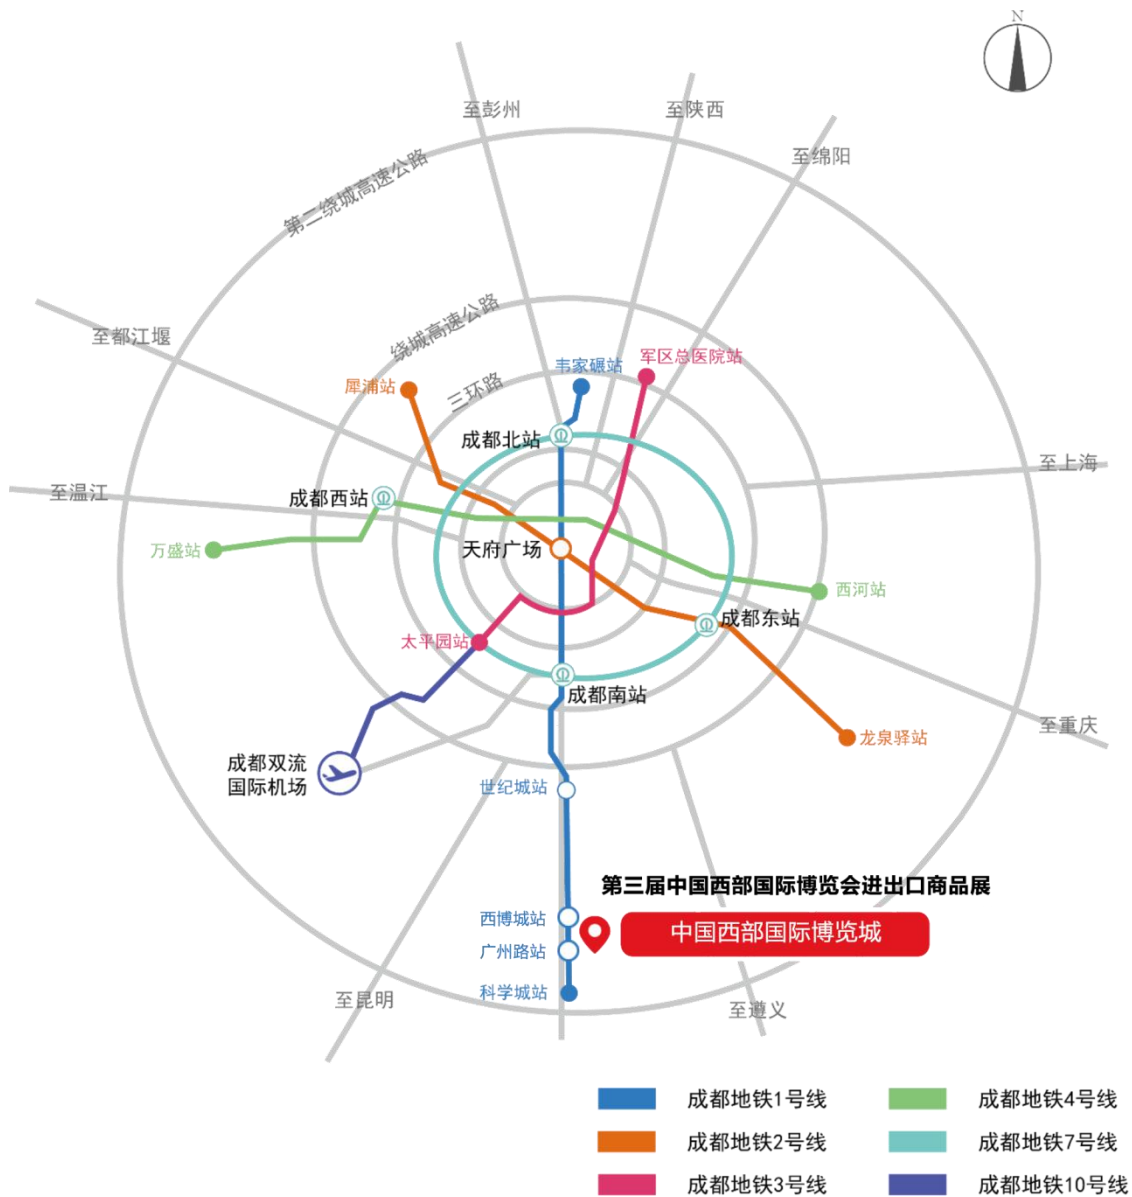 N
至彭州
至陕西
至绵阳
第二绕城高速公路
绕城高速公路
至都江堰
三环路
韦家碾站
军区总医院站
犀浦站
成都北站
至上海
至温江
成都西站
天府广场
万盛站
西河站
成都东站
太平园站
成都南站
至重庆
龙泉驿站
成都双流
国际机场
世纪城站
第三届中国西部国际博览会进出口商品展
西博城站
中国西部国际博览城
广州路站
科学城站
至昆明
至遵义
成都地铁1号线
成都地铁4号线
成都地铁2号线
成都地铁7号线
成都地铁3号线
成都地铁10号线